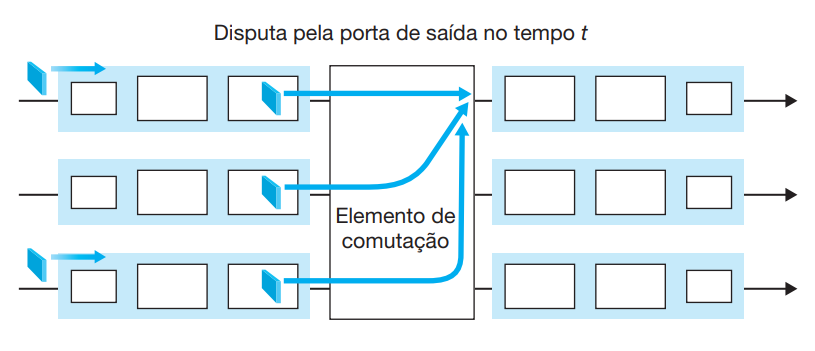 Disputa pela porta de saída no tempo t
Elemento de
comutação